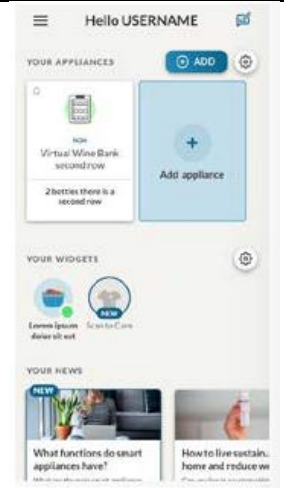 Hello USERNAME
YOUR APPLIANCES
ADD
Virtual Wine Bank
second row
2 bottles there is a
second row
Add appliance
YOUR WIDGETS
Lorem ipsum
dolor sit est
NEW
Scan to Care
YOUR NEWS
NEW
What functions do smart
appliances have?
How to live sustain..
home and reduce we